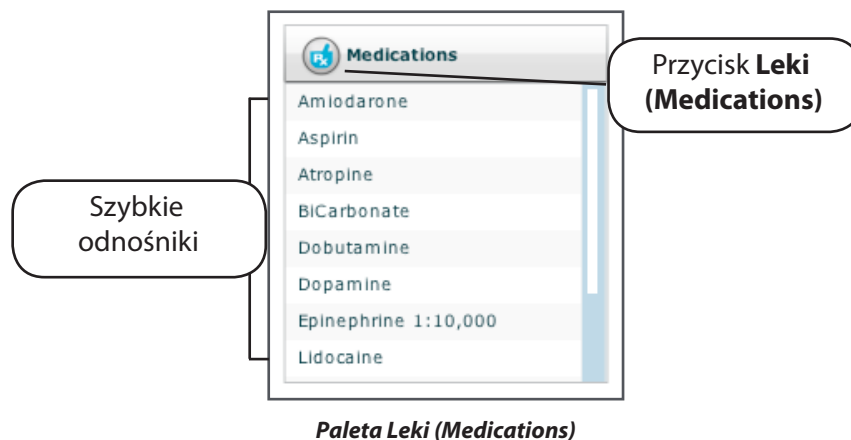 Medications
Przycisk Leki
(Medications)
Amiodarone
Aspirin
Atropine
BiCarbonate
Dobutamine
Dopamine
Epinephrine 1:10,000
Lidocaine
Szybkie
odnośniki
Paleta Leki (Medications)